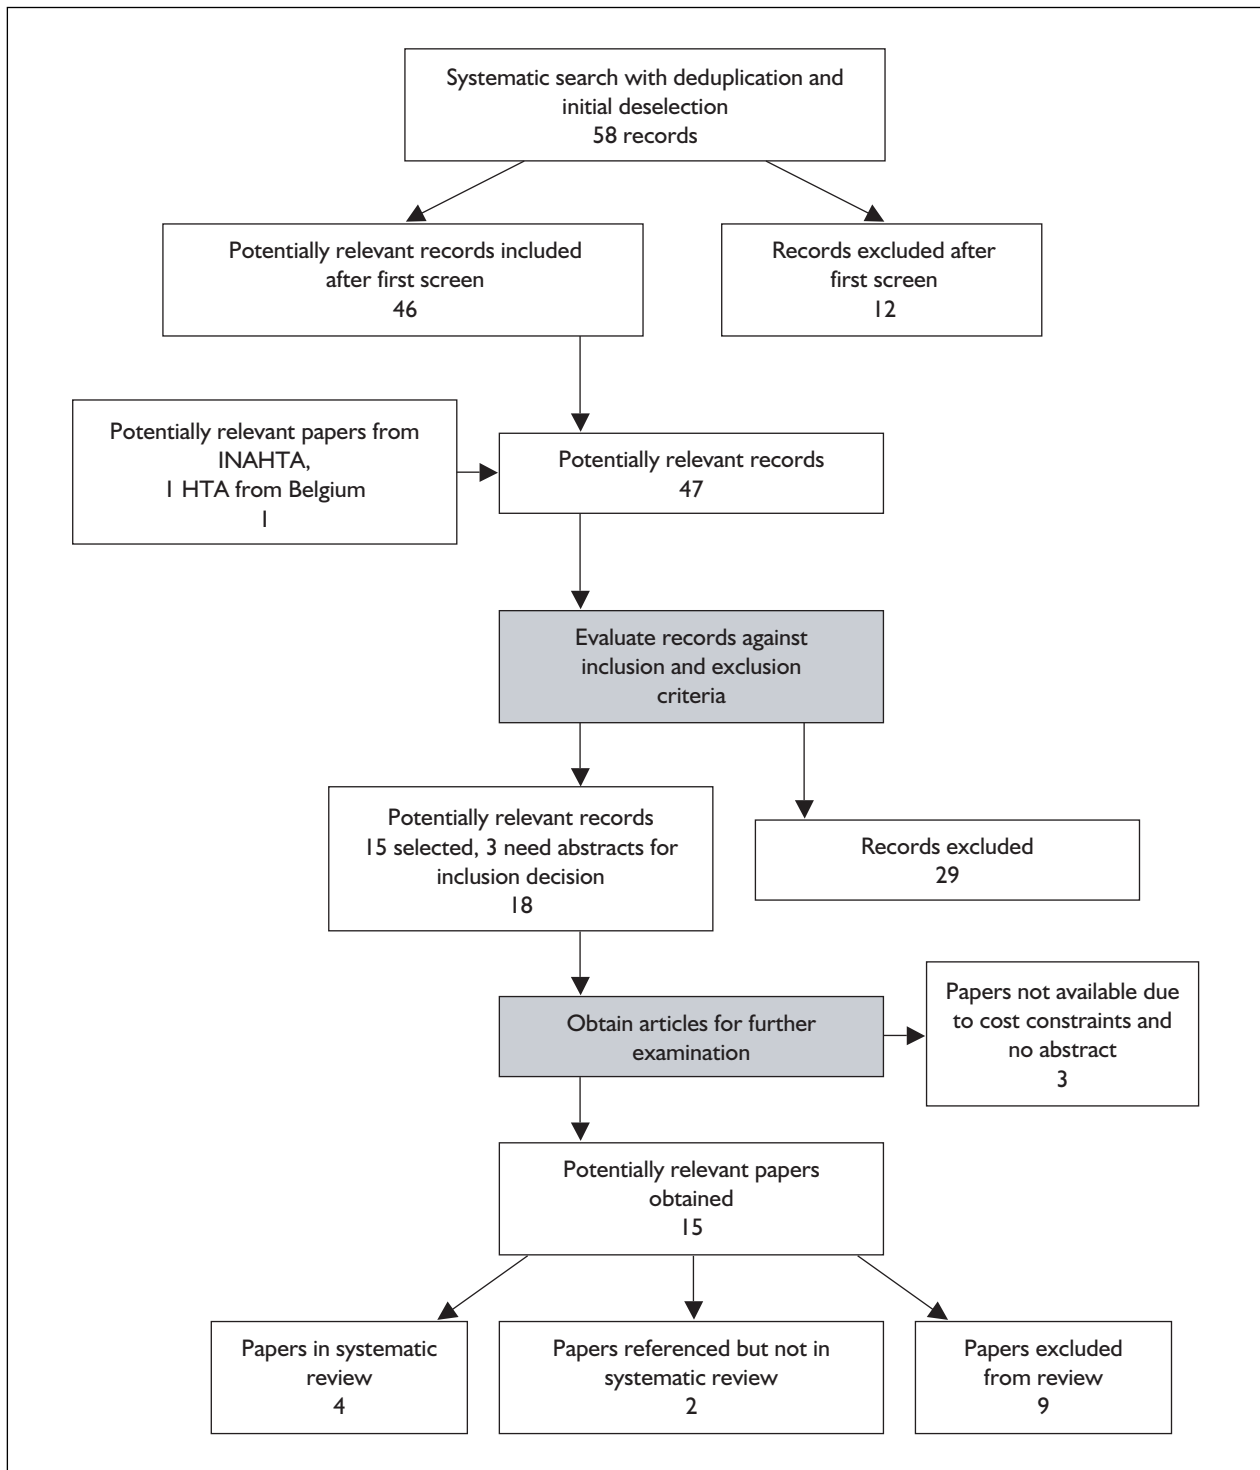 Systematic search with deduplication and
initial deselection
58 records
Potentially relevant records included
after first screen
46
Records excluded after
first screen
12
Potentially relevant papers from
INAHTA,
1 HTA from Belgium
1
Potentially relevant records
47
Evaluate records against
inclusion and exclusion
criteria
Potentially relevant records
15 selected, 3 need abstracts for
inclusion decision
18
Records excluded
29
Obtain articles for further
examination
Papers not available due
to cost constraints and
no abstract
3
Potentially relevant papers
obtained
15
Papers in systematic
review
4
Papers referenced but not in
systematic review
2
Papers excluded
from review
9